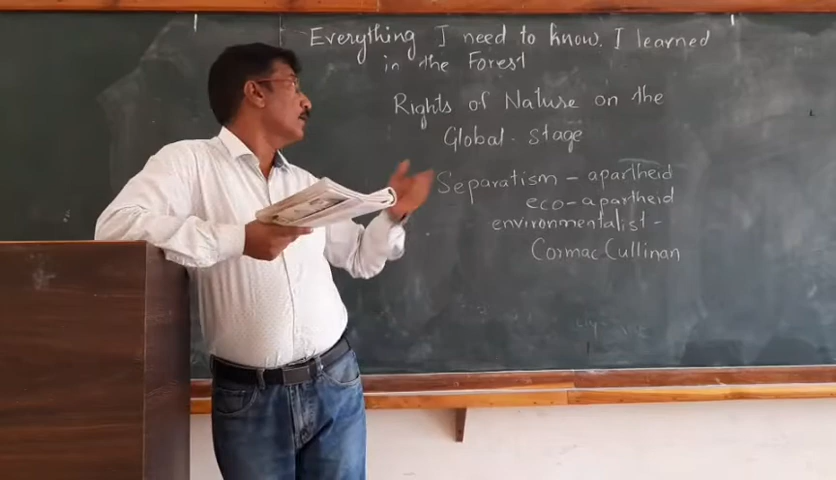 Everything I need to know. I learned
in the Forest
Rights of Nature on the
Global stage
Separatism - apartheid
eco-apartheid
environmentalist -
Cormac Cullinan